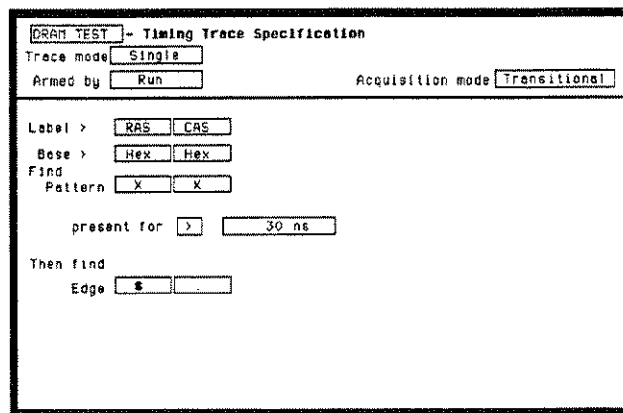 DRAM TEST - Timing Trace Specification
Trace mode Single
Armed by Run Acquisition mode Transitional
Label > RAS CAS
Base > Hex Hex
Find
Pattern X X
present for > 30 ns
Then find
Edge $ .